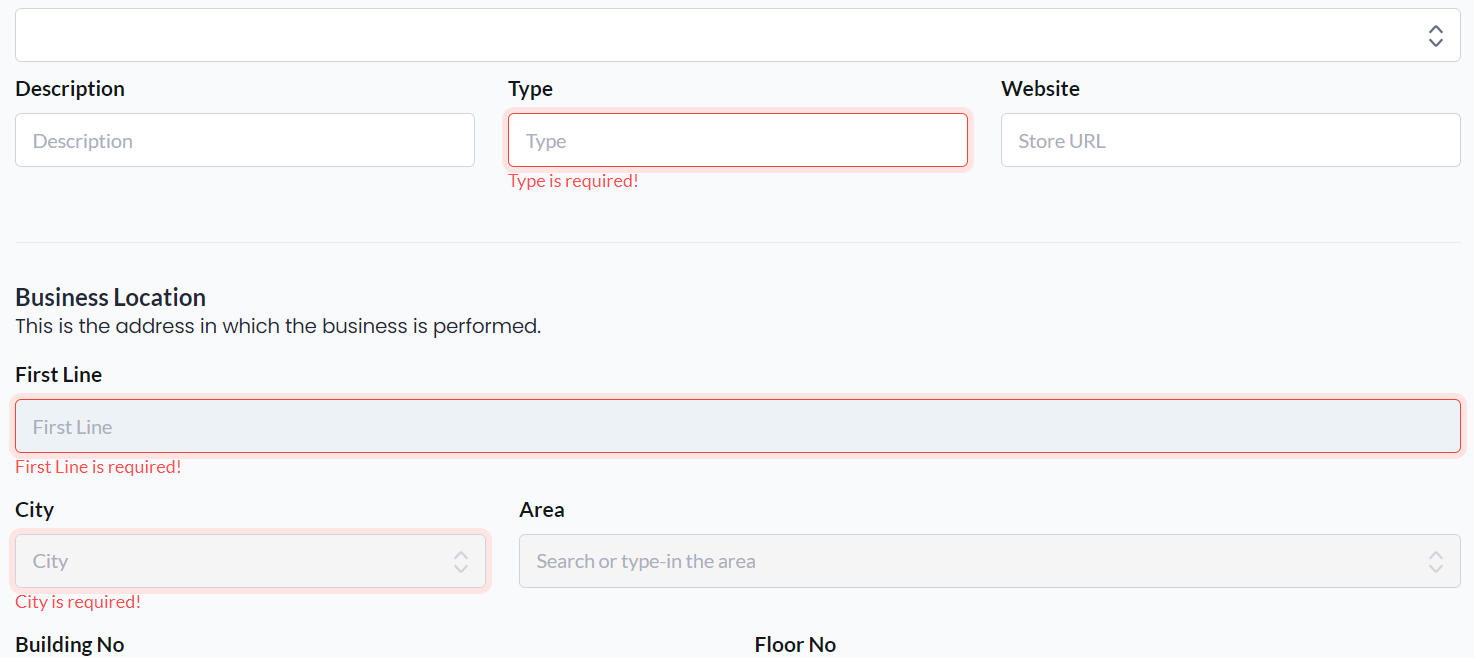 Description Type Website
Description Type Store URL
Type is required!
Business Location
This is the address in which the business is performed.
First Line
First Line
First Line is required!
City Area
City Search or type-in the area
City is required!
Building No Floor No